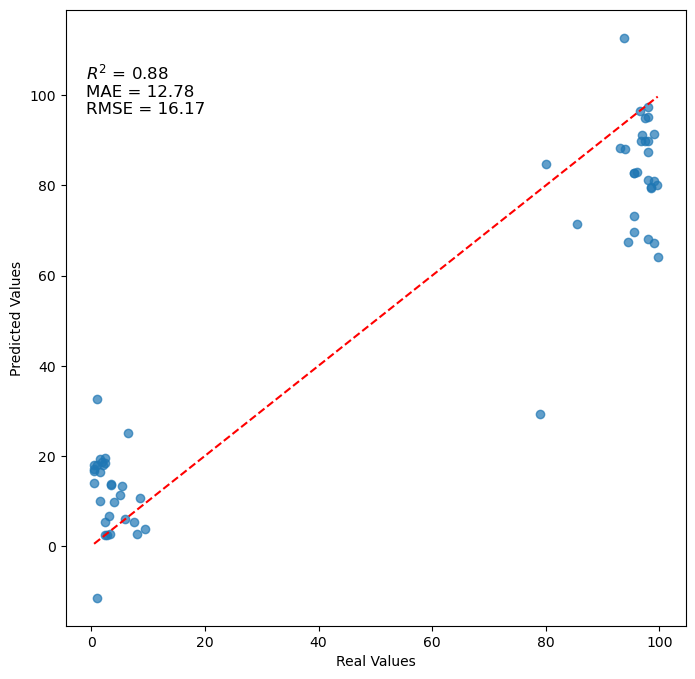 R² = 0.88
MAE = 12.78
RMSE = 16.17
100
80
60
40
20
0
Predicted Values
0 20 40 60 80 100
Real Values